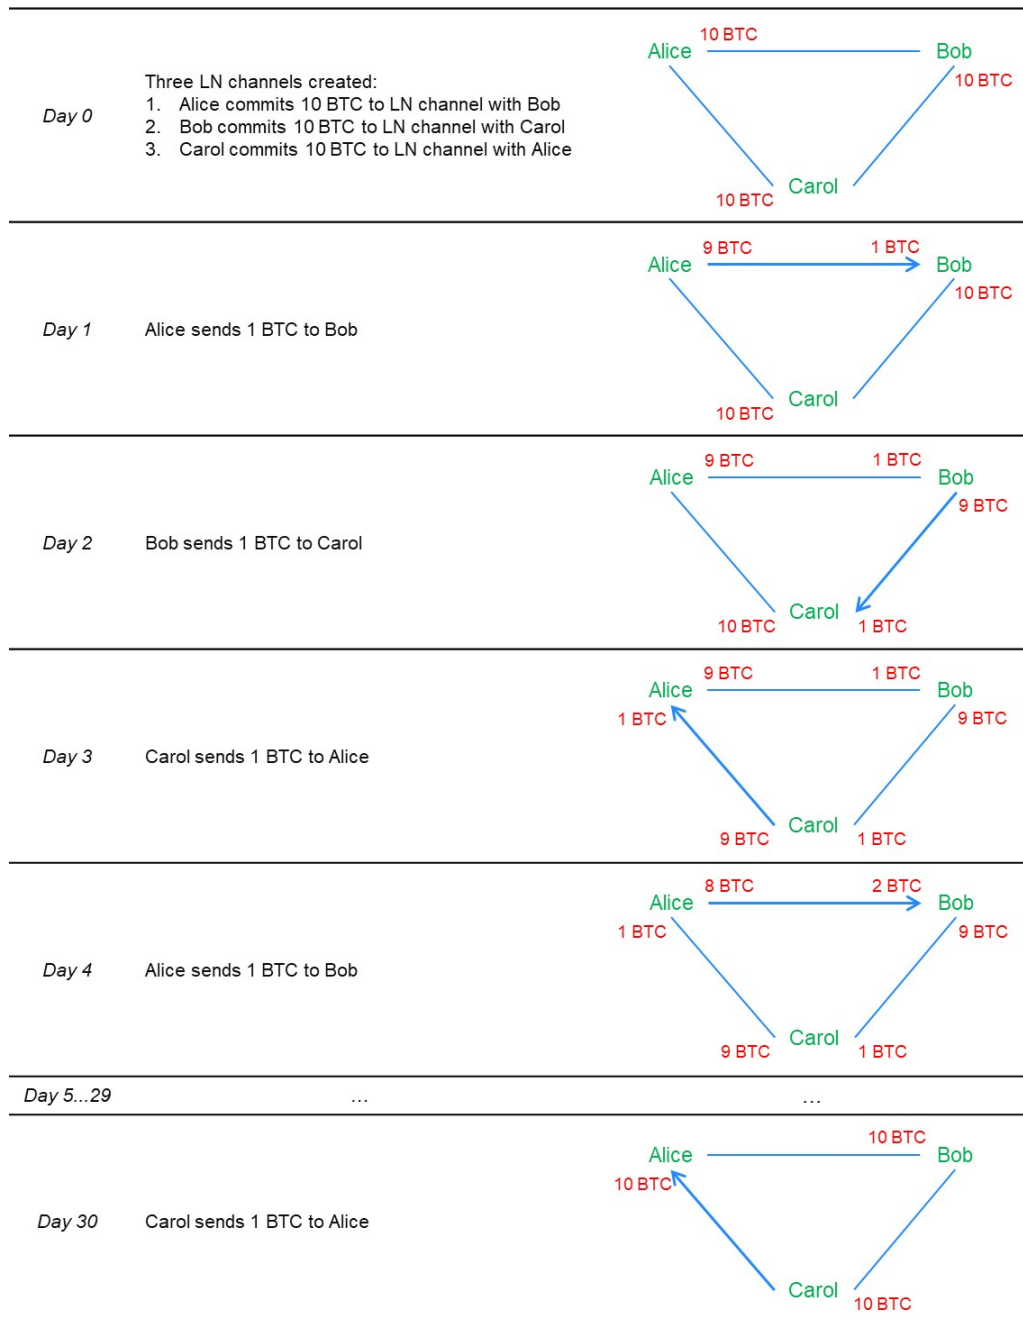 Day 0
Three LN channels created:
1. Alice commits 10 BTC to LN channel with Bob
2. Bob commits 10 BTC to LN channel with Carol
3. Carol commits 10 BTC to LN channel with Alice
10 BTC
Alice
Bob
10 BTC
Carol
10 BTC
Day 1
Alice sends 1 BTC to Bob
9 BTC
1 BTC
Alice
Bob
10 BTC
Carol
10 BTC
Day 2
Bob sends 1 BTC to Carol
9 BTC
1 BTC
Alice
Bob
9 BTC
Carol
10 BTC
1 BTC
Day 3
Carol sends 1 BTC to Alice
9 BTC
1 BTC
Alice
Bob
1 BTC
9 BTC
Carol
9 BTC
1 BTC
Day 4
Alice sends 1 BTC to Bob
8 BTC
2 BTC
Alice
Bob
1 BTC
9 BTC
Carol
9 BTC
1 BTC
Day 5...29
...
...
Day 30
Carol sends 1 BTC to Alice
10 BTC
Alice
Bob
10 BTC
Carol
10 BTC